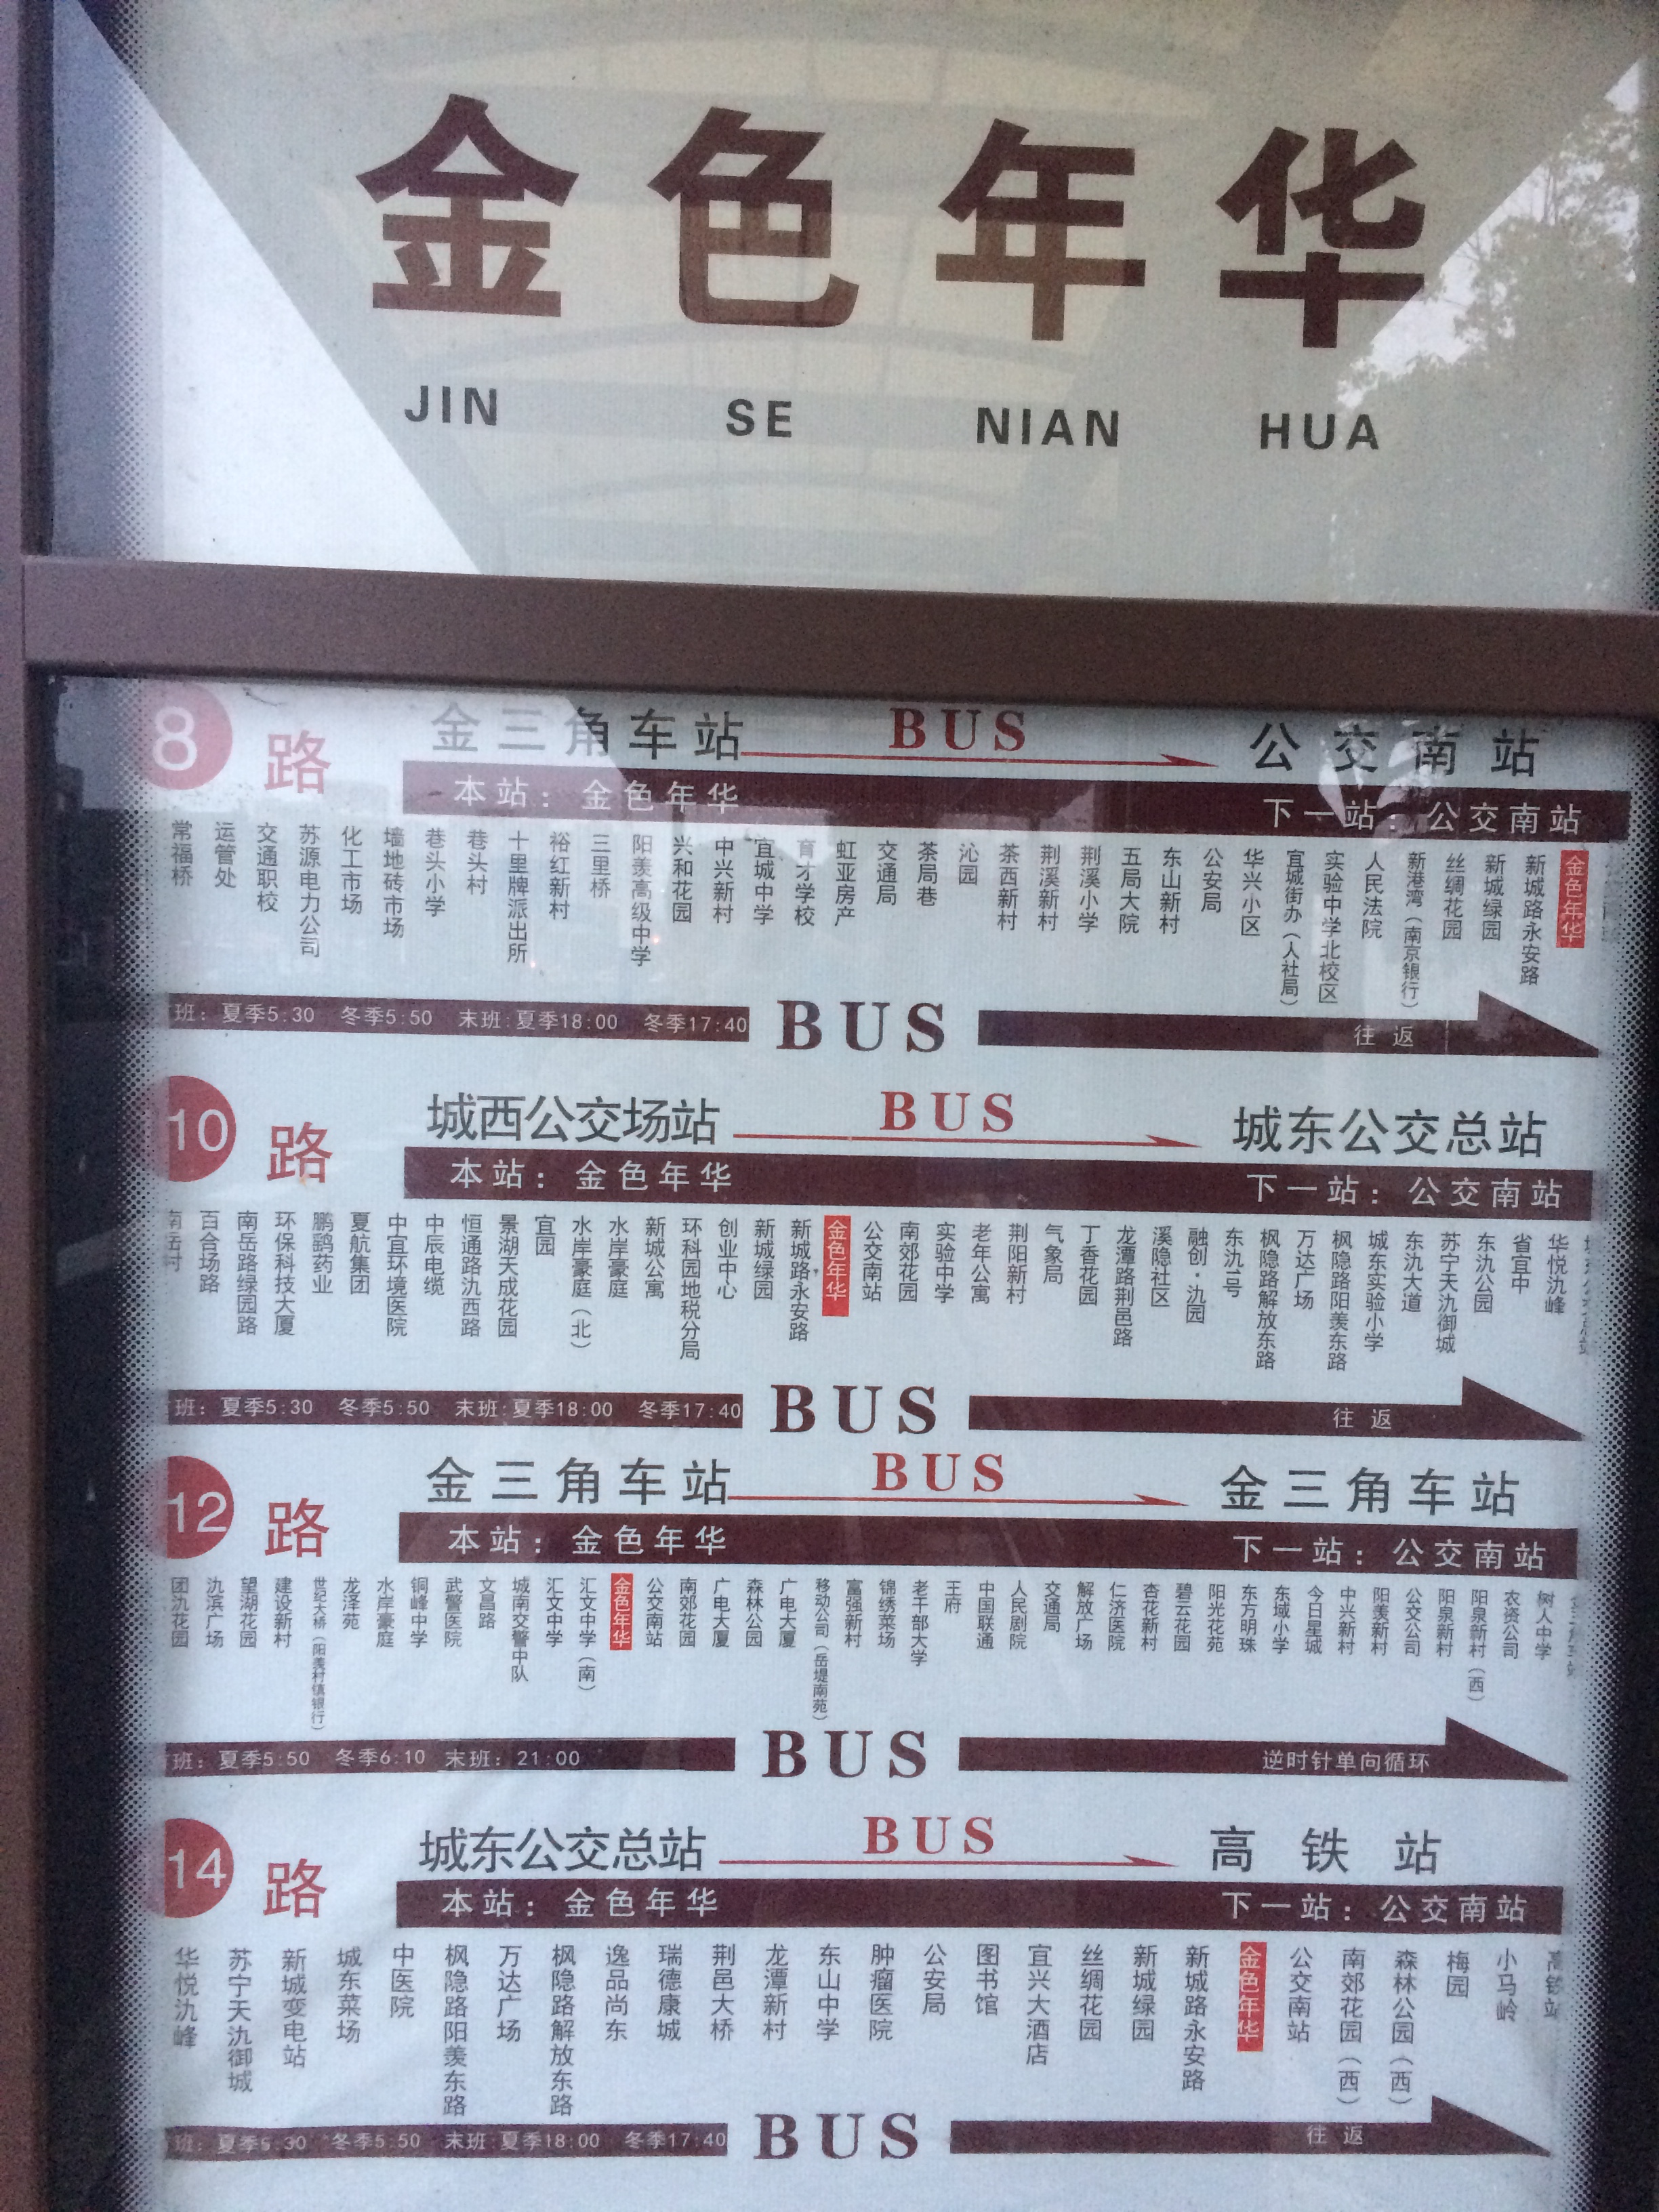 金色年华
JIN SE NIAN HUA
8 路 金三角车站 BUS 公交南站
本站：金色年华 下一站：公交南站
常福桥
运管处
交通职校
苏源电力公司
化工市场
墙地砖市场
巷头小学
巷头村
十里牌派出所
裕红新村
三里桥
阳羡高级中学
兴和花园
中兴新村
宜城中学
育才学校
虹亚房产
交通局
茶局巷
沁园
茶西新村
荆溪新村
荆溪小学
五局大院
东山新村
公安局
华兴小区
宜城街办（人社局）
实验中学北校区
人民法院
新港湾（南京银行）
丝绸花园
新城绿园
新城路永安路
金色年华
班：夏季5:30 冬季5:50 末班:夏季18:00 冬季17:40 BUS 往返
10 路 城西公交场站 BUS 城东公交总站
本站：金色年华 下一站：公交南站
南岳村
百合场路
南岳路绿园路
环保科技大厦
鹏鹞药业
夏航集团
中宜环境医院
中辰电缆
恒通路氿西路
景湖天成花园
宜园
水岸豪庭（北）
水岸豪庭
新城公寓
环科园地税分局
创业中心
新城绿园
新城路永安路
金色年华
公交南站
南郊花园
实验中学
老年公寓
荆阳新村
气象局
丁香花园
龙潭路荆邑路
溪隐社区
融创·氿园
东氿1号
枫隐路解放东路
万达广场
枫隐路阳羡东路
城东实验小学
东氿大道
苏宁天氿御城
东氿公园
省宜中
华悦氿峰
班：夏季5:30 冬季5:50 末班:夏季18:00 冬季17:40 BUS 往返
12 路 金三角车站 BUS 金三角车站
本站：金色年华 下一站：公交南站
团氿花园
氿滨广场
望湖花园
建设新村
世纪大桥（阳羡村镇银行）
龙泽苑
水岸豪庭
铜峰中学
武警医院
文昌路
城南交警中队
汇文中学
汇文中学（南）
金色年华
公交南站
南郊花园
广电大厦
森林公园
广电大厦
移动公司（岳堤南苑）
富强新村
锦绣菜场
老干部大学
王府
中国联通
人民剧院
交通局
解放广场
仁济医院
杏花新村
碧云花园
阳光花苑
东方明珠
东域小学
今日星城
中兴新村
阳羡新村
公交公司
阳泉新村
阳泉新村（西）
农资公司
树人中学
班：夏季5:50 冬季6:10 末班：21:00 BUS 逆时针单向循环
14 路 城东公交总站 BUS 高铁站
本站：金色年华 下一站：公交南站
华悦氿峰
苏宁天氿御城
新城变电站
城东菜场
中医院
枫隐路阳羡东路
万达广场
枫隐路解放东路
逸品尚东
瑞德康城
荆邑大桥
龙潭新村
东山中学
肿瘤医院
公安局
图书馆
宜兴大酒店
丝绸花园
新城绿园
新城路永安路
金色年华
公交南站
南郊花园（西）
森林公园（西）
梅园
小马岭
高铁站
班：夏季5:30 冬季5:50 末班:夏季18:00 冬季17:40 BUS 往返